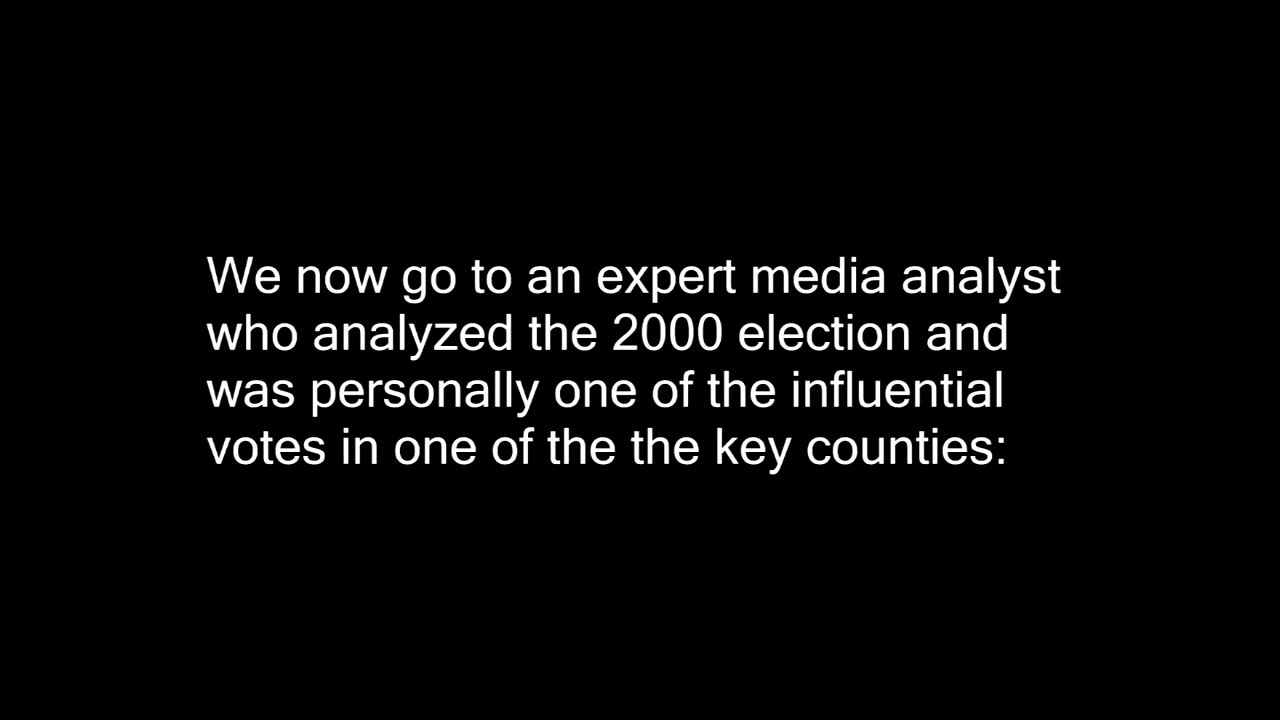 We now go to an expert media analyst
who analyzed the 2000 election and
was personally one of the influential
votes in one of the the key counties: